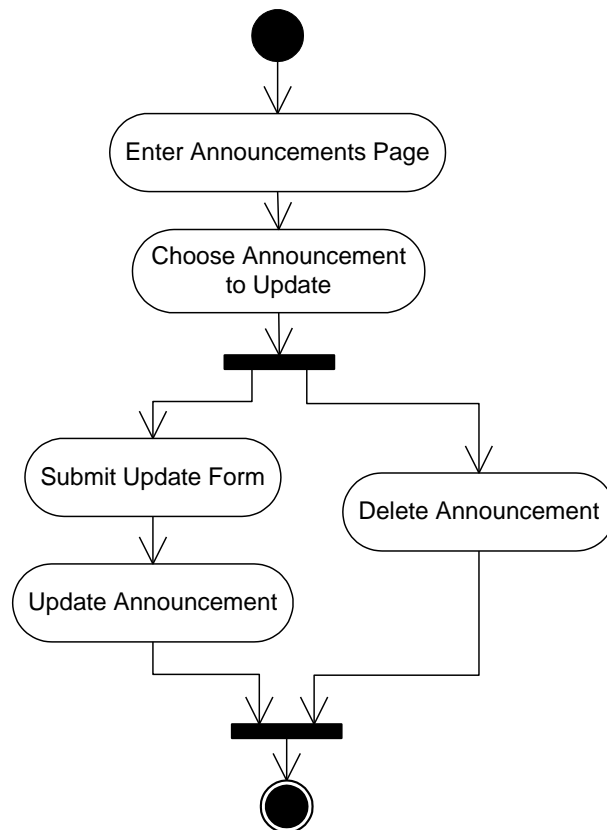 Enter Announcements Page
Choose Announcement
to Update
Submit Update Form
Delete Announcement
Update Announcement